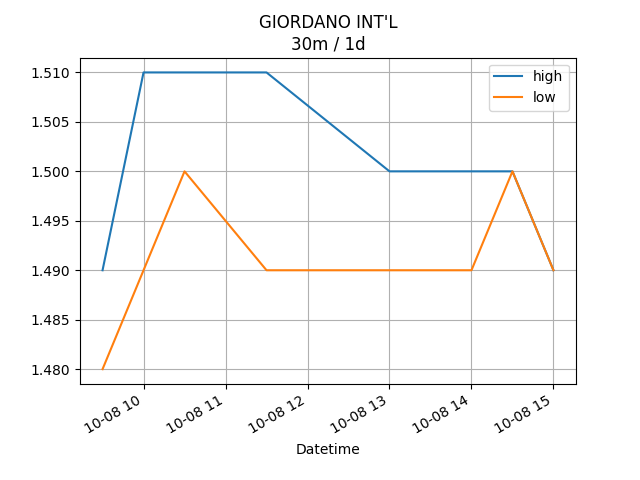 GIORDANO INT'L
30m / 1d
high
low
1.510
1.505
1.500
1.495
1.490
1.485
1.480
10-08 10
10-08 11
10-08 12
10-08 13
10-08 14
10-08 15
Datetime